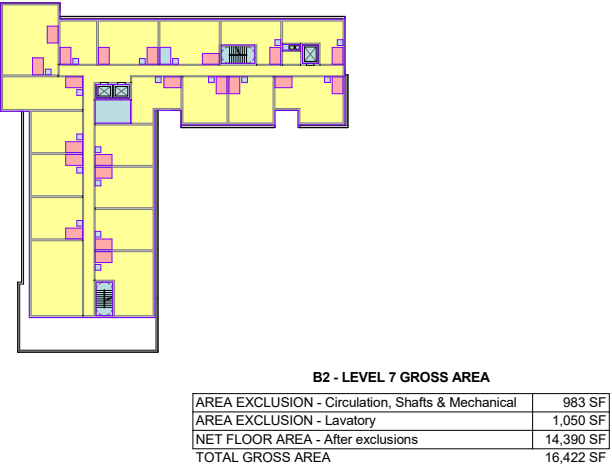 B2 - LEVEL 7 GROSS AREA
AREA EXCLUSION - Circulation, Shafts & Mechanical 983 SF
AREA EXCLUSION - Lavatory 1,050 SF
NET FLOOR AREA - After exclusions 14,390 SF
TOTAL GROSS AREA 16,422 SF